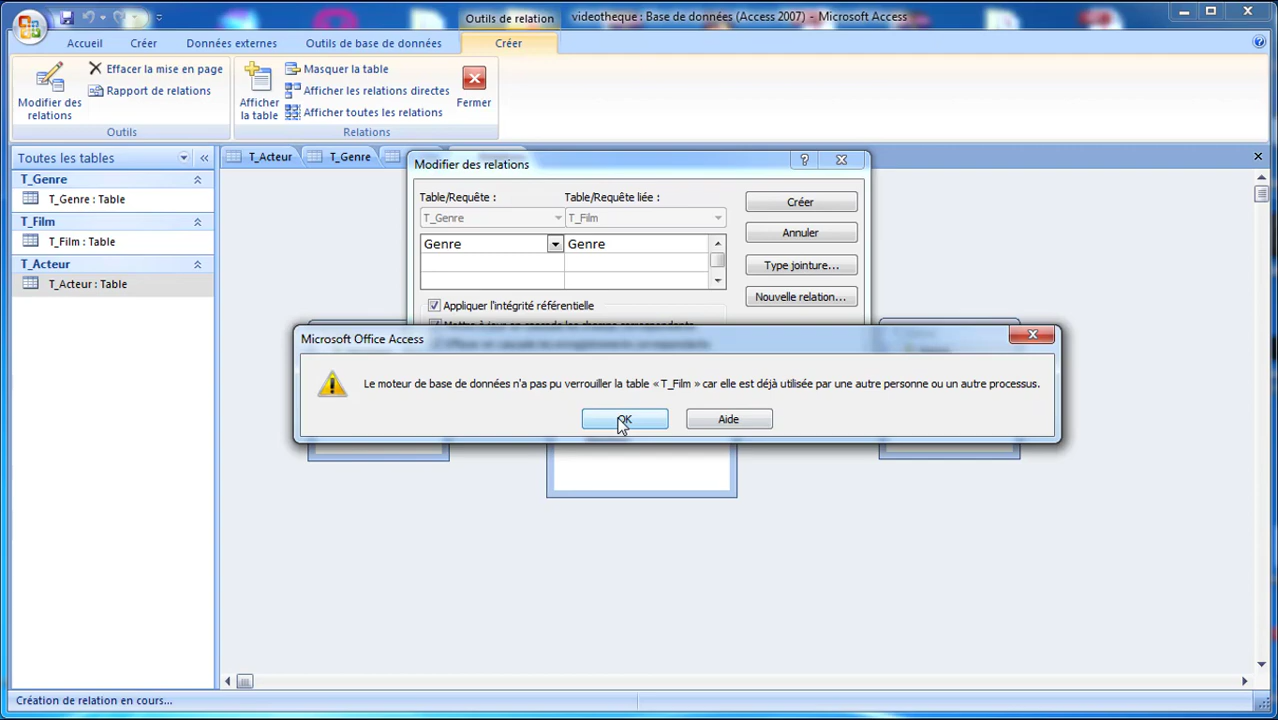 Outils de relation
videotheque : Base de données (Access 2007) - Microsoft Access
Accueil
Créer
Données externes
Outils de base de données
Créer
Modifier des relations
Effacer la mise en page
Rapport de relations
Outils
Afficher la table
Masquer la table
Afficher les relations directes
Afficher toutes les relations
Fermer
Relations
Toutes les tables
T_Genre
T_Genre : Table
T_Film
T_Film : Table
T_Acteur
T_Acteur : Table
T_Acteur
T_Genre
Modifier des relations
Table/Requête :
Table/Requête liée :
T_Genre
T_Film
Genre
Genre
Créer
Annuler
Type jointure...
Nouvelle relation...
Appliquer l'intégrité référentielle
Microsoft Office Access
Le moteur de base de données n'a pas pu verrouiller la table « T_Film » car elle est déjà utilisée par une autre personne ou un autre processus.
OK
Aide
Création de relation en cours...